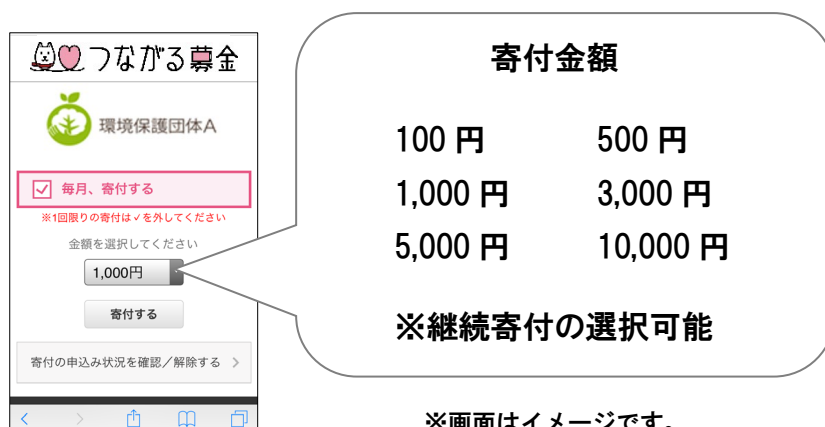 つながる募金
環境保護団体A
毎月、寄付する
※1回限りの寄付は✓を外してください
金額を選択してください
1,000円
寄付する
寄付の申込み状況を確認／解除する
寄付金額
100 円 500 円
1,000 円 3,000 円
5,000 円 10,000 円
※継続寄付の選択可能
※画面はイメージです。